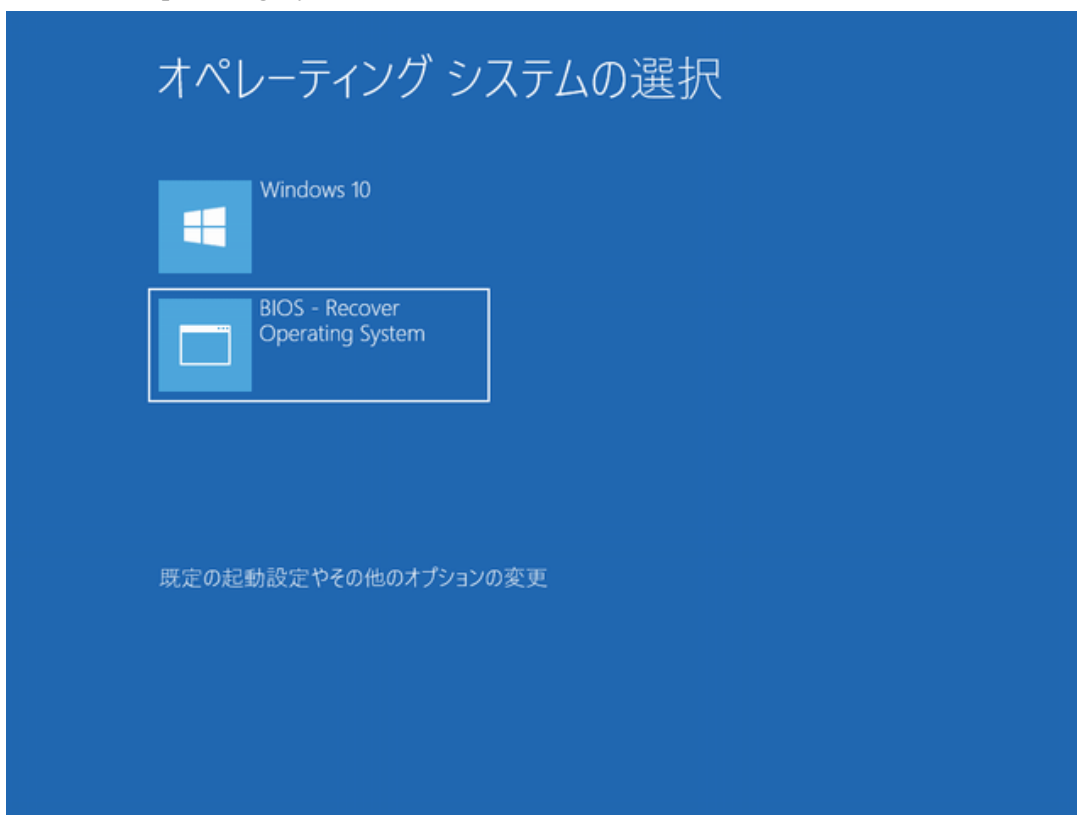 オペレーティング システムの選択
Windows 10
BIOS - Recover
Operating System
既定の起動設定やその他のオプションの変更